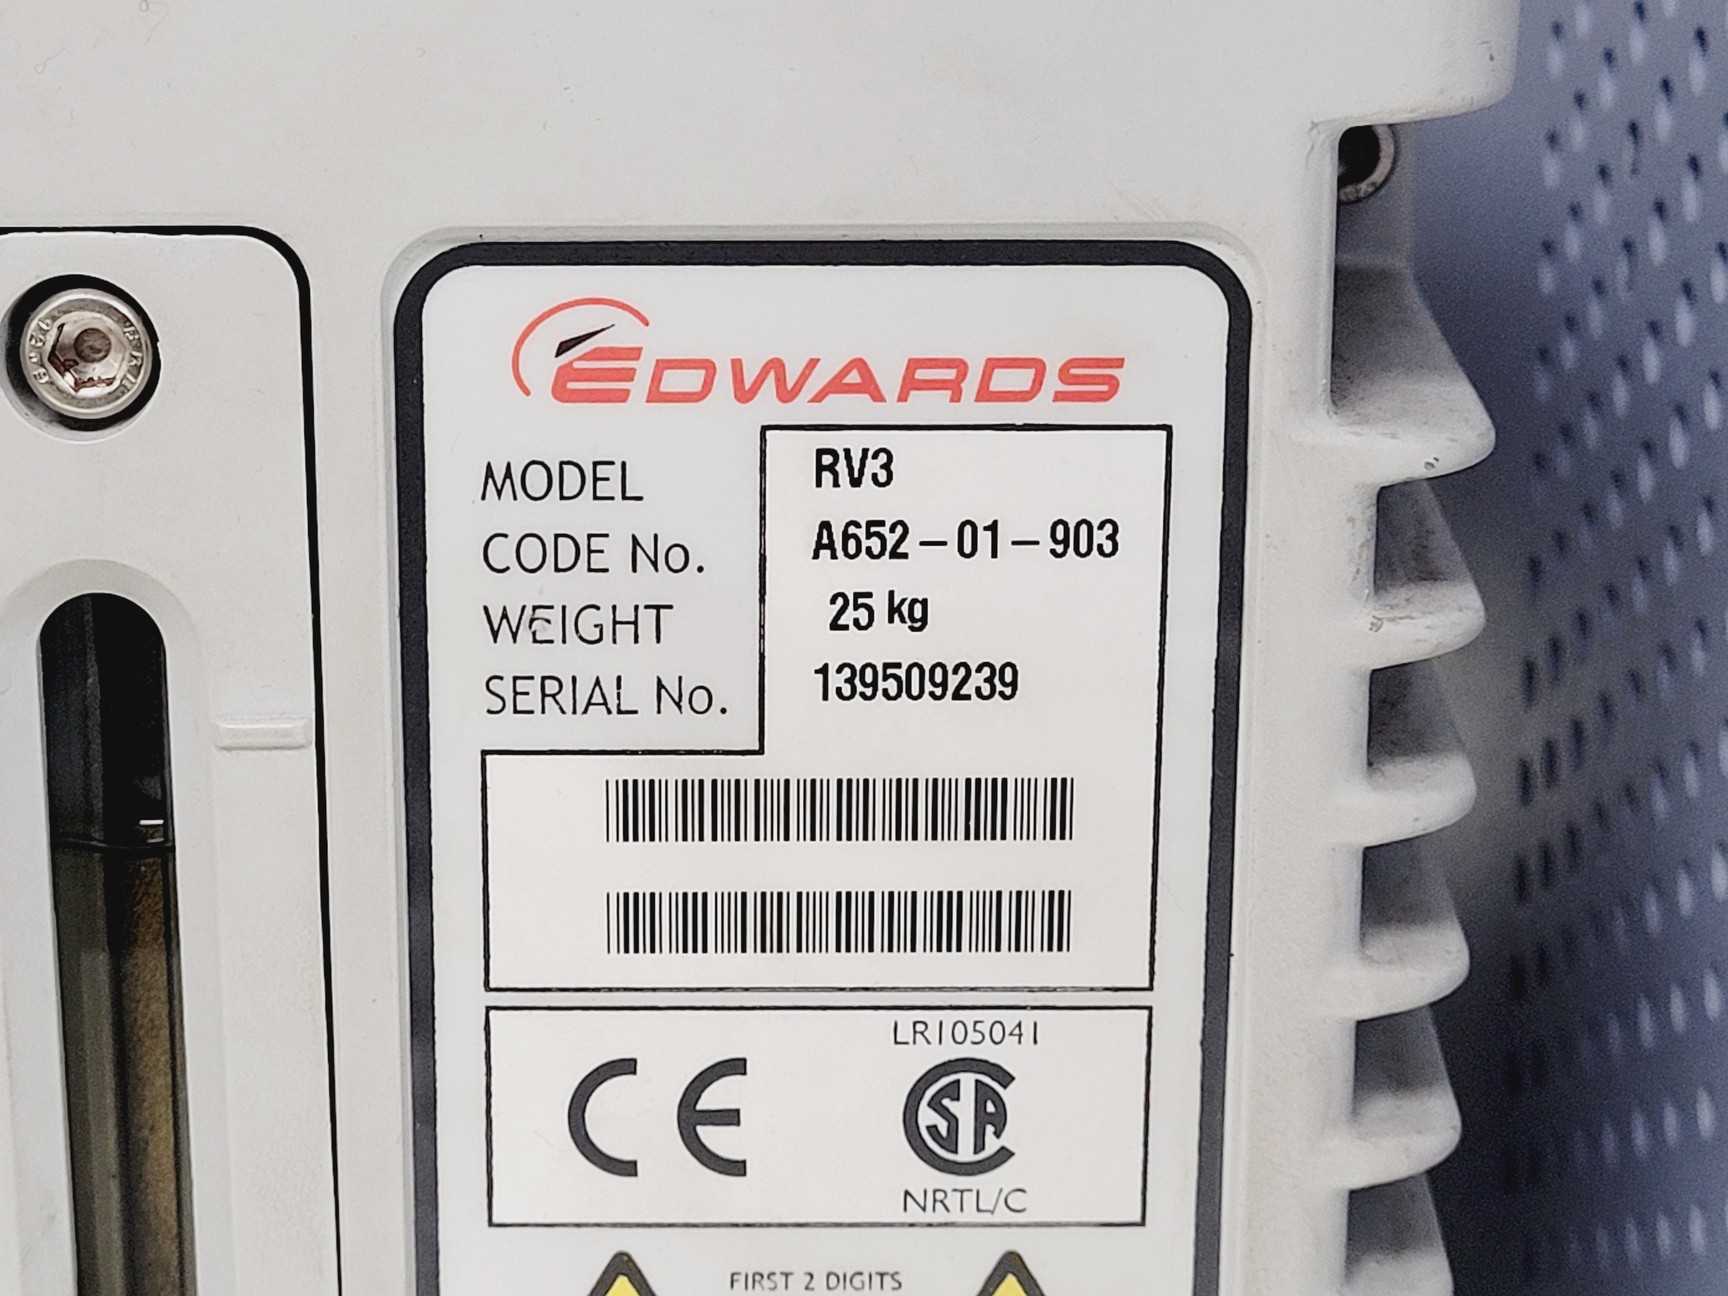 EDWARDS
MODEL RV3
CODE No. A652-01-903
WEIGHT 25 kg
SERIAL No. 139509239
LR105041
CE CSA
NRTL/C
FIRST 2 DIGITS